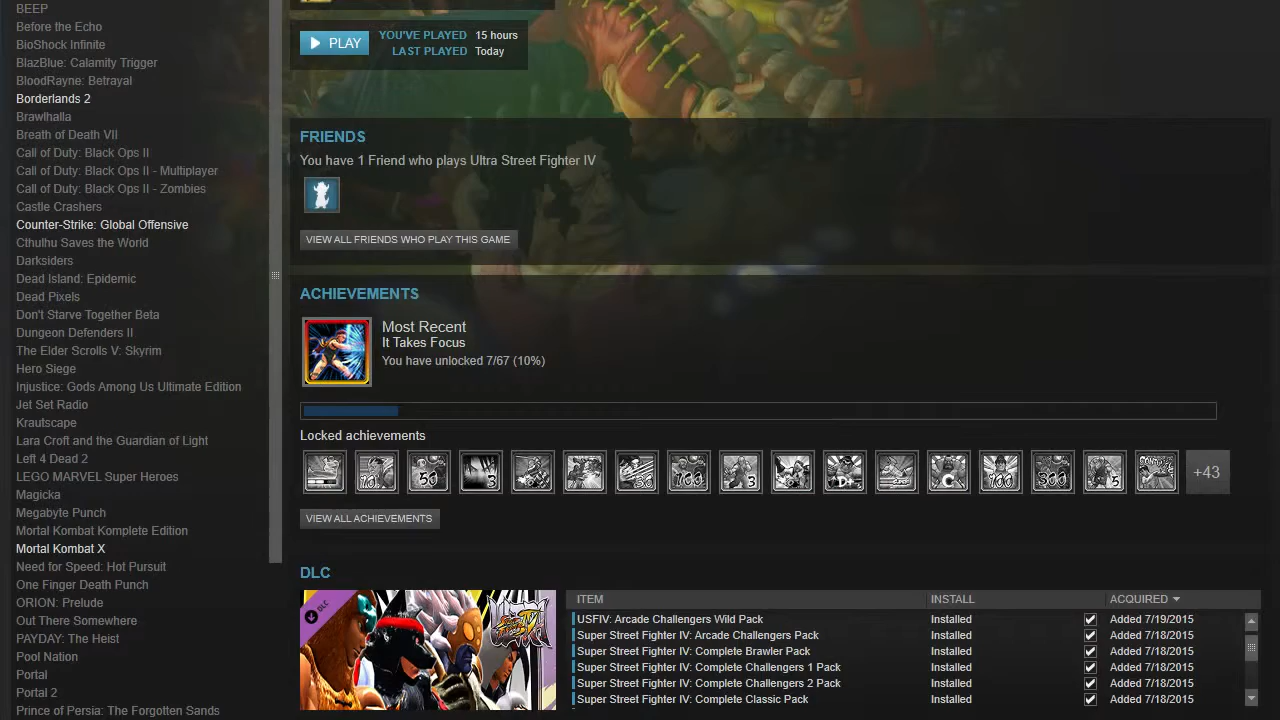 BEEP
Before the Echo
BioShock Infinite
BlazBlue: Calamity Trigger
BloodRayne: Betrayal
Borderlands 2
Brawlhalla
Breath of Death VII
Call of Duty: Black Ops II
Call of Duty: Black Ops II - Multiplayer
Call of Duty: Black Ops II - Zombies
Castle Crashers
Counter-Strike: Global Offensive
Cthulhu Saves the World
Darksiders
Dead Island: Epidemic
Dead Pixels
Don't Starve Together Beta
Dungeon Defenders II
The Elder Scrolls V: Skyrim
Hero Siege
Injustice: Gods Among Us Ultimate Edition
Jet Set Radio
Krautscape
Lara Croft and the Guardian of Light
Left 4 Dead 2
LEGO MARVEL Super Heroes
Magicka
Megabyte Punch
Mortal Kombat Komplete Edition
Mortal Kombat X
Need for Speed: Hot Pursuit
One Finger Death Punch
ORION: Prelude
Out There Somewhere
PAYDAY: The Heist
Pool Nation
Portal
Portal 2
Prince of Persia: The Forgotten Sands
PLAY
YOU'VE PLAYED 15 hours
LAST PLAYED Today
FRIENDS
You have 1 Friend who plays Ultra Street Fighter IV
VIEW ALL FRIENDS WHO PLAY THIS GAME
ACHIEVEMENTS
Most Recent
It Takes Focus
You have unlocked 7/67 (10%)
Locked achievements
+43
VIEW ALL ACHIEVEMENTS
DLC
DLC
ITEM INSTALL ACQUIRED
USFIV: Arcade Challengers Wild Pack Installed Added 7/19/2015
Super Street Fighter IV: Arcade Challengers Pack Installed Added 7/18/2015
Super Street Fighter IV: Complete Brawler Pack Installed Added 7/18/2015
Super Street Fighter IV: Complete Challengers 1 Pack Installed Added 7/18/2015
Super Street Fighter IV: Complete Challengers 2 Pack Installed Added 7/18/2015
Super Street Fighter IV: Complete Classic Pack Installed Added 7/18/2015